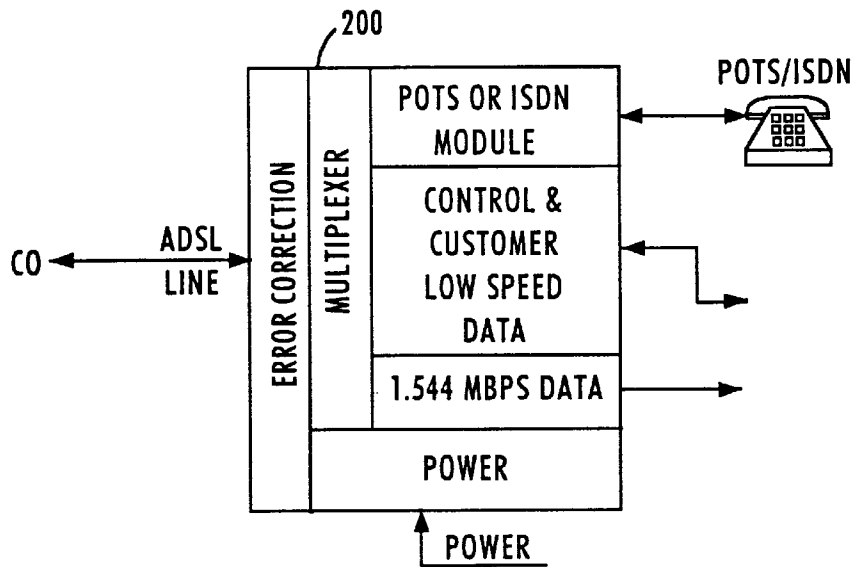 200
POTS/ISDN
POTS OR ISDN
MODULE
CONTROL &
CUSTOMER
LOW SPEED
DATA
1.544 MBPS DATA
MULTIPLEXER
ERROR CORRECTION
CO
ADSL
LINE
POWER
POWER